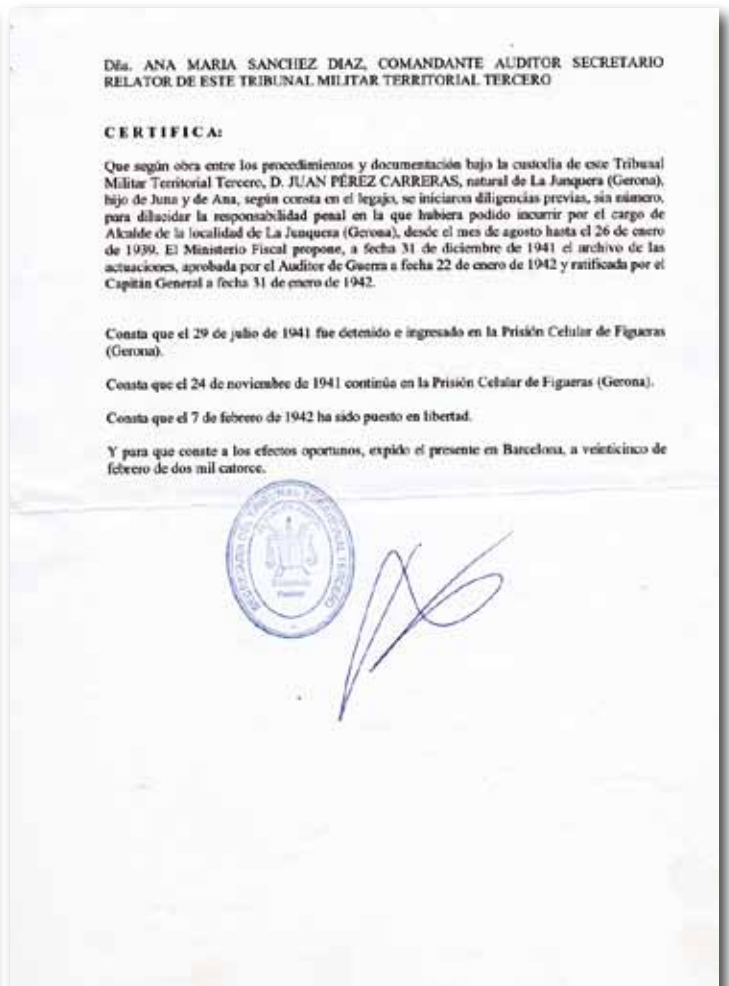 Dña. ANA MARIA SANCHEZ DIAZ, COMANDANTE AUDITOR SECRETARIO
RELATOR DE ESTE TRIBUNAL MILITAR TERRITORIAL TERCERO
CERTIFICA:
Que según obra entre los procedimientos y documentación bajo la custodia de este Tribunal
Militar Territorial Tercero, D. JUAN PÉREZ CARRERAS, natural de La Junquera (Gerona),
hijo de Juna y de Ana, según consta en el legajo, se iniciaron diligencias previas, sin número,
para dilucidar la responsabilidad penal en la que hubiera podido incurrir por el cargo de
Alcalde de la localidad de La Junquera (Gerona), desde el mes de agosto hasta el 26 de enero
de 1939. El Ministerio Fiscal propone, a fecha 31 de diciembre de 1941 el archivo de las
actuaciones, aprobada por el Auditor de Guerra a fecha 22 de enero de 1942 y ratificada por el
Capitán General a fecha 31 de enero de 1942.
Consta que el 29 de julio de 1941 fue detenido e ingresado en la Prisión Celular de Figueras
(Gerona).
Consta que el 24 de noviembre de 1941 continúa en la Prisión Celular de Figueras (Gerona).
Consta que el 7 de febrero de 1942 ha sido puesto en libertad.
Y para que conste a los efectos oportunos, expido el presente en Barcelona, a veinticinco de
febrero de dos mil catorce.
TRIBUNAL TERRITORIAL TERCERO